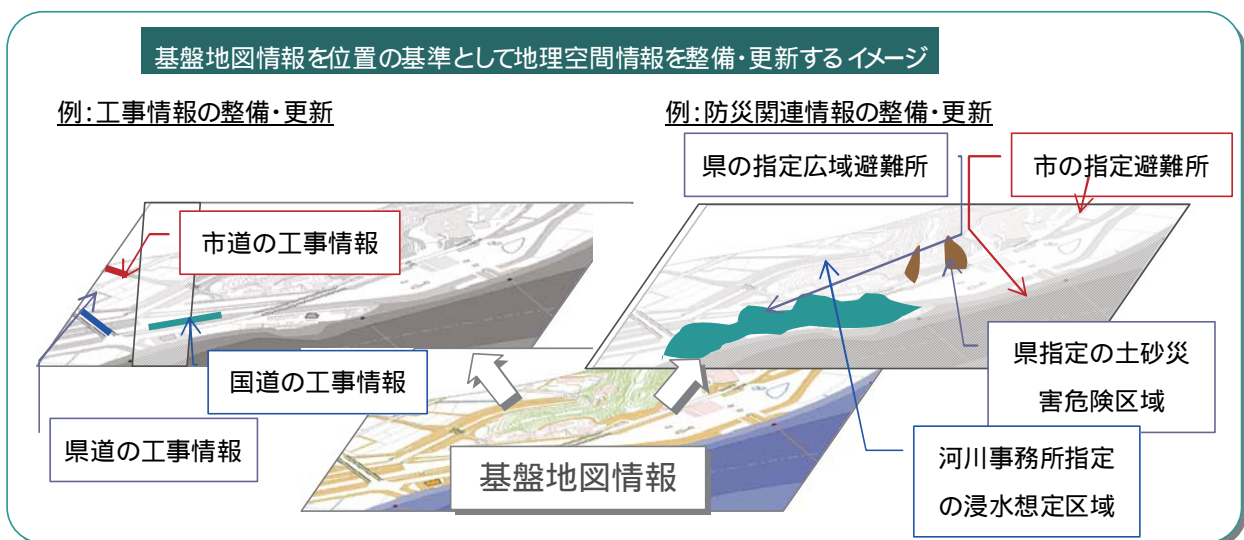 基盤地図情報を位置の基準として地理空間情報を整備・更新するイメージ
例：工事情報の整備・更新
例：防災関連情報の整備・更新
県の指定広域避難所
市の指定避難所
市道の工事情報
国道の工事情報
県道の工事情報
県指定の土砂災
害危険区域
河川事務所指定
の浸水想定区域
基盤地図情報